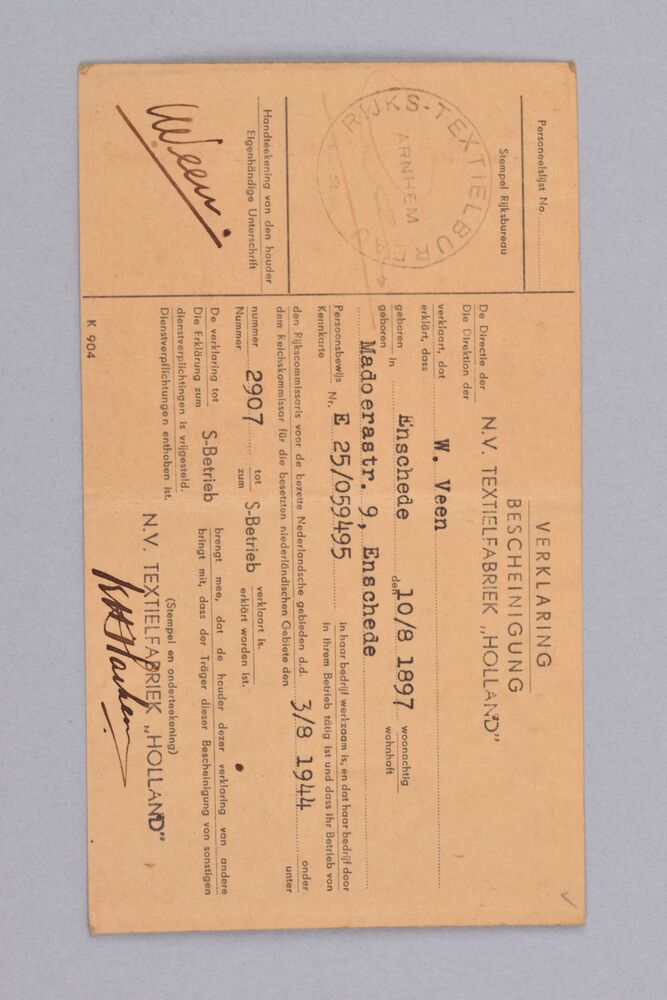 Personeelslijst No.
Stempel Rijksbureau
RIJKS-TEXTIELBUREAU
ARNHEM
Handteekening van den houder
Eigenhändige Unterschrift
WVeen
VERKLARING
BESCHEINIGUNG
De Directie der
Die Direktion der
N.V. TEXTIELFABRIEK „HOLLAND”
verklaart, dat
erklärt, dass
W. Veen
geboren
geboren
in
Enschede
den
10/8 1897
woonachtig
wohnhaft
Madoerastr. 9, Enschede
Persoonsbewijs
Kennkarte
Nr. E 25/059495
in haar bedrijf werkzaam is, en dat haar bedrijf door
in Ihrem Betrieb tätig ist und dass Ihr Betrieb von
den Rijkscommissaris voor de bezette Nederlandsche gebieden d.d.
dem Reichskommissar für die besetzten niederländischen Gebiete den
3/8 1944
onder
unter
nummer
Nummer
2907
tot
zum
S-Betrieb
verklaart is.
erklärt worden ist.
De verklaring tot
Die Erklärung zum
S-Betrieb
brengt mee, dat de houder dezer verklaring van andere
bringt mit, dass der Träger dieser Bescheinigung von sonstigen
dienstverplichtingen is vrijgesteld.
Dienstverpflichtungen enthoben ist.
(Stempel en onderteekening)
N.V. TEXTIELFABRIEK „HOLLAND”
K 904